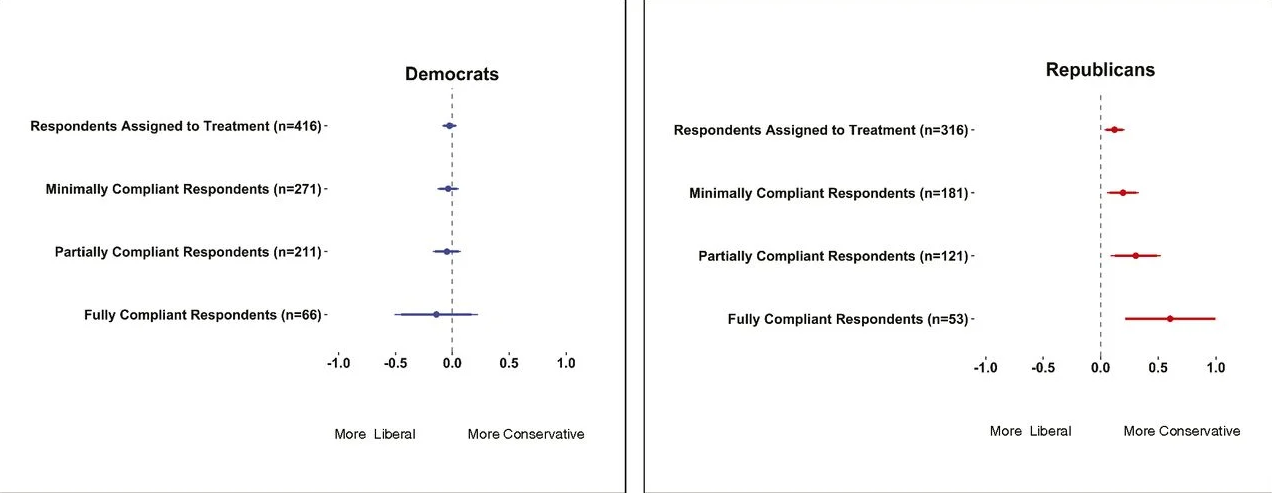 Democrats
Respondents Assigned to Treatment (n=416)-
Minimally Compliant Respondents (n=271)-
Partially Compliant Respondents (n=211)-
Fully Compliant Respondents (n=66)-
-1.0 -0.5 0.0 0.5 1.0
More Liberal More Conservative
Republicans
Respondents Assigned to Treatment (n=316)-
Minimally Compliant Respondents (n=181)-
Partially Compliant Respondents (n=121)-
Fully Compliant Respondents (n=53)-
-1.0 -0.5 0.0 0.5 1.0
More Liberal More Conservative